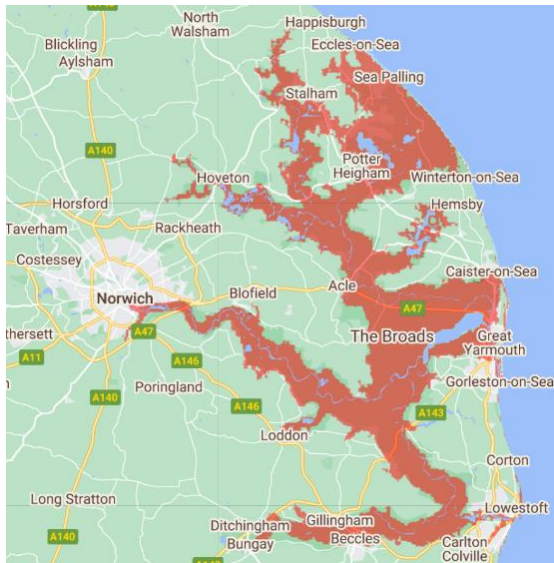 Happisburgh
North
Walsham
Eccles-on-Sea
Blickling
Aylsham
Sea Palling
Stalham
A140
Potter
Heigham
Hoveton
Winterton-on-Sea
Horsford
Hemsby
Taverham
Rackheath
Costessey
Caister-on-Sea
Norwich
Blofield
Acle
A47
The Broads
Great
Yarmouth
thersett
A47
A11
A146
Gorleston-on-Sea
Poringland
A140
A146
A143
Loddon
Corton
Long Stratton
Lowestoft
Ditchingham
Gillingham
A140
Bungay
Beccles
Carlton
Colville